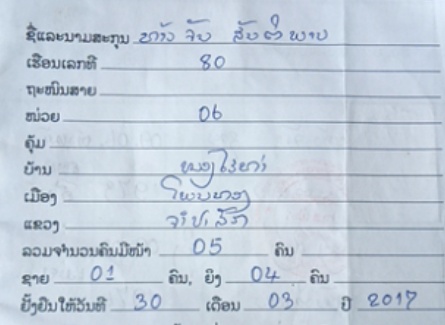 ຊື່ແລະນາມສະກຸນ ທ້າວ ຈັນ ສັນຕິພາບ
ເຮືອນເລກທີ 80
ຖະໜົນສາຍ
ໜ່ວຍ 06
ຄຸ້ມ
ບ້ານ ໜອງໄຮທ່າ
ເມືອງ ໂພນທອງ
ແຂວງ ຈໍາປາສັກ
ລວມຈຳນວນຄົນມີໜ້າ 05 ຄົນ
ຊາຍ 01 ຄົນ, ຍິງ 04 ຄົນ
ຢັ້ງຢືນໃຫ້ວັນທີ 30 ເດືອນ 03 ປີ 2017